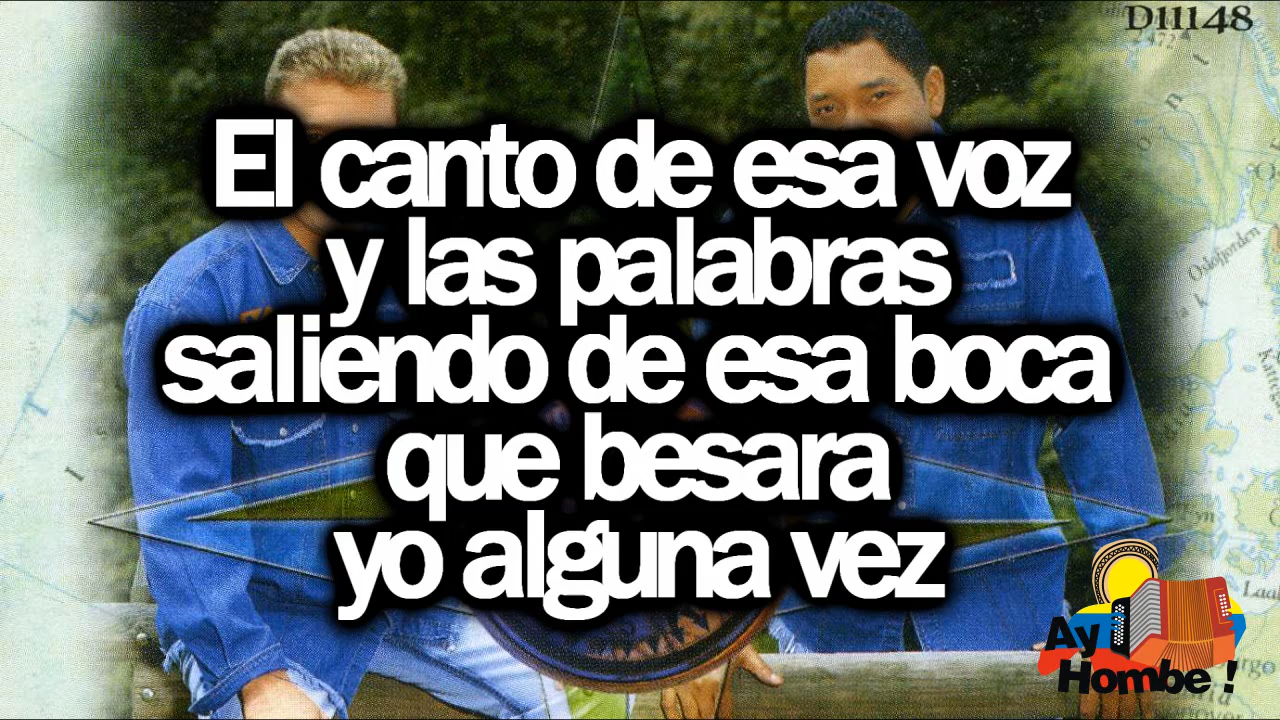 D11148
El canto de esa voz
y las palabras
saliendo de esa boca
que besara
yo alguna vez
Odesfjorden
Ay
Hombe !